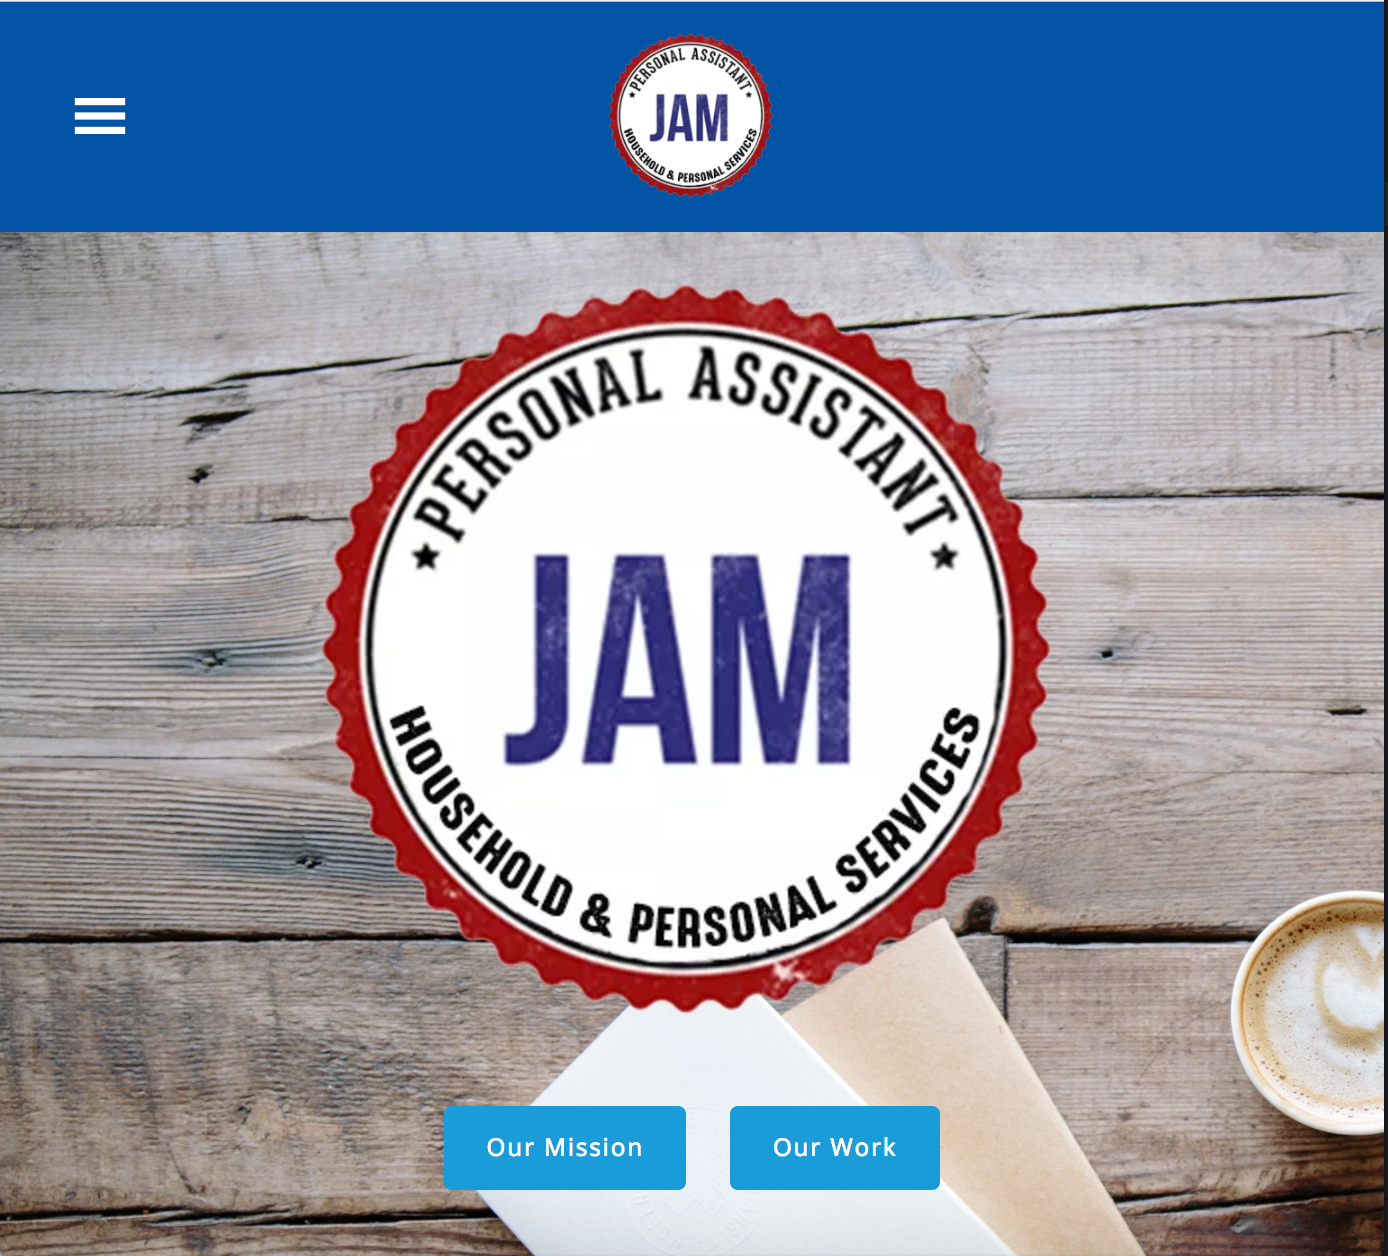 PERSONAL ASSISTANT
JAM
HOUSEHOLD & PERSONAL SERVICES
PERSONAL ASSISTANT
JAM
HOUSEHOLD & PERSONAL SERVICES
Our Mission
Our Work